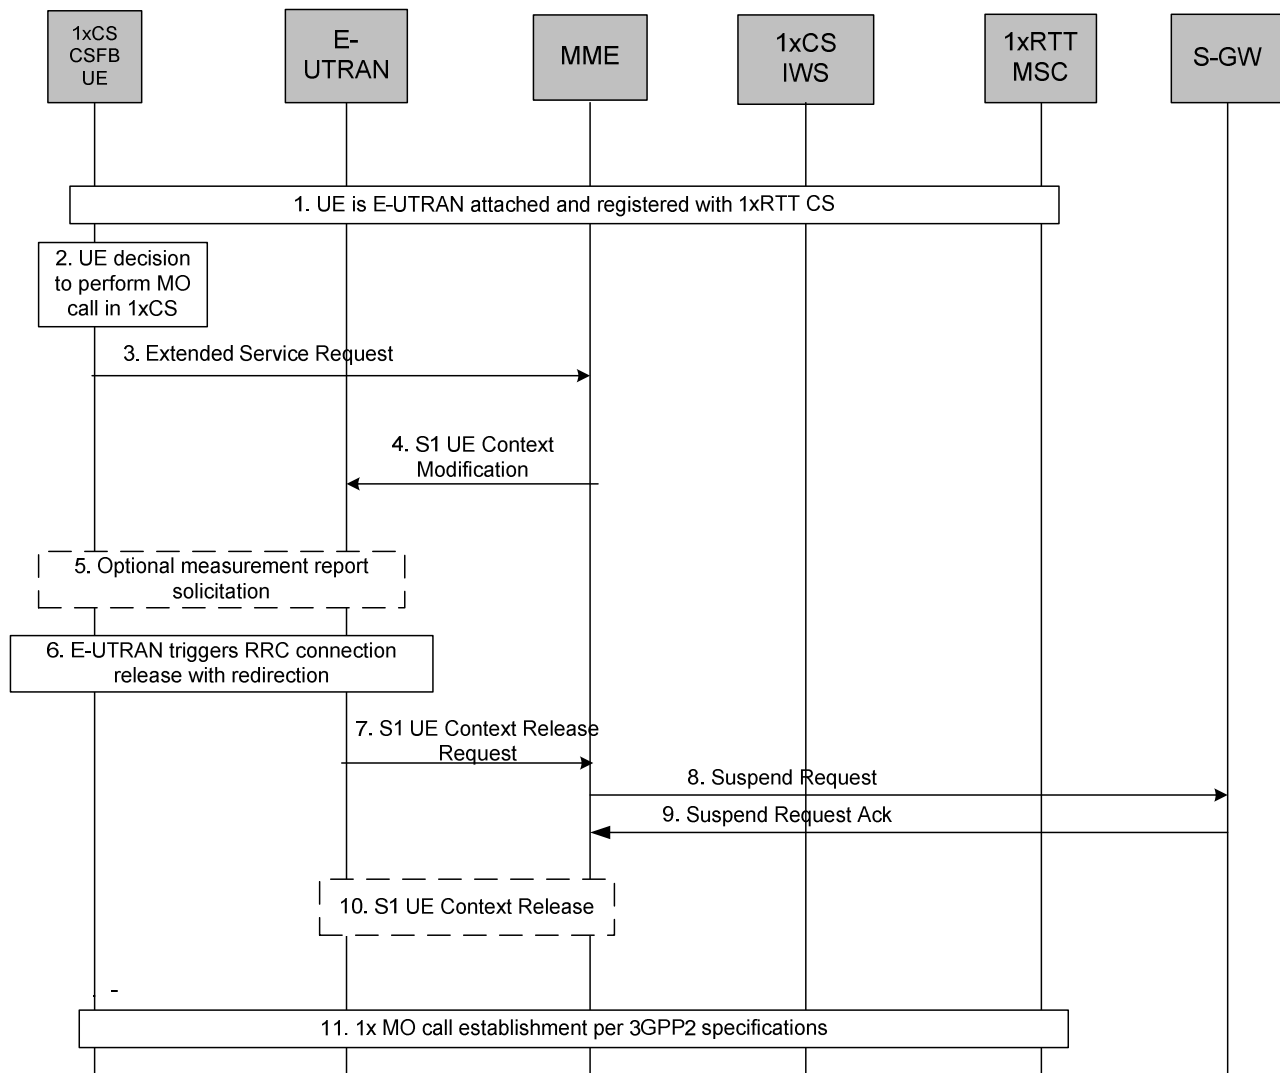 1xCS
CSFB
UE
E-
UTRAN
MME
1xCS
IWS
1xRTT
MSC
S-GW
1. UE is E-UTRAN attached and registered with 1xRTT CS
2. UE decision
to perform MO
call in 1xCS
3. Extended Service Request
4. S1 UE Context
Modification
5. Optional measurement report
solicitation
6. E-UTRAN triggers RRC connection
release with redirection
7. S1 UE Context Release
Request
8. Suspend Request
9. Suspend Request Ack
10. S1 UE Context Release
. -
11. 1x MO call establishment per 3GPP2 specifications